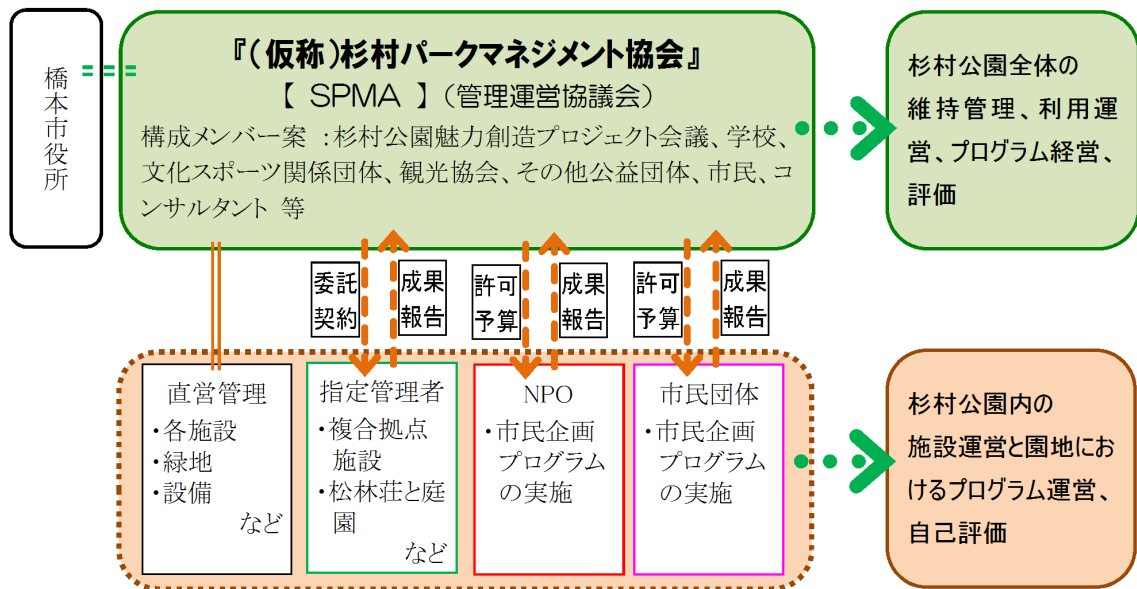 橋本市役所
『(仮称)杉村パークマネジメント協会』
【 SPMA 】(管理運営協議会)
構成メンバー案 :杉村公園魅力創造プロジェクト会議、学校、
文化スポーツ関係団体、観光協会、その他公益団体、市民、コ
ンサルタント 等
杉村公園全体の
維持管理、利用運
営、プログラム経営、
評価
委託
契約
成果
報告
許可
予算
成果
報告
許可
予算
成果
報告
直営管理
・各施設
・緑地
・設備
など
指定管理者
・複合拠点
施設
・松林荘と庭
園
など
NPO
・市民企画
プログラム
の実施
市民団体
・市民企画
プログラム
の実施
杉村公園内の
施設運営と園地にお
けるプログラム運営、
自己評価